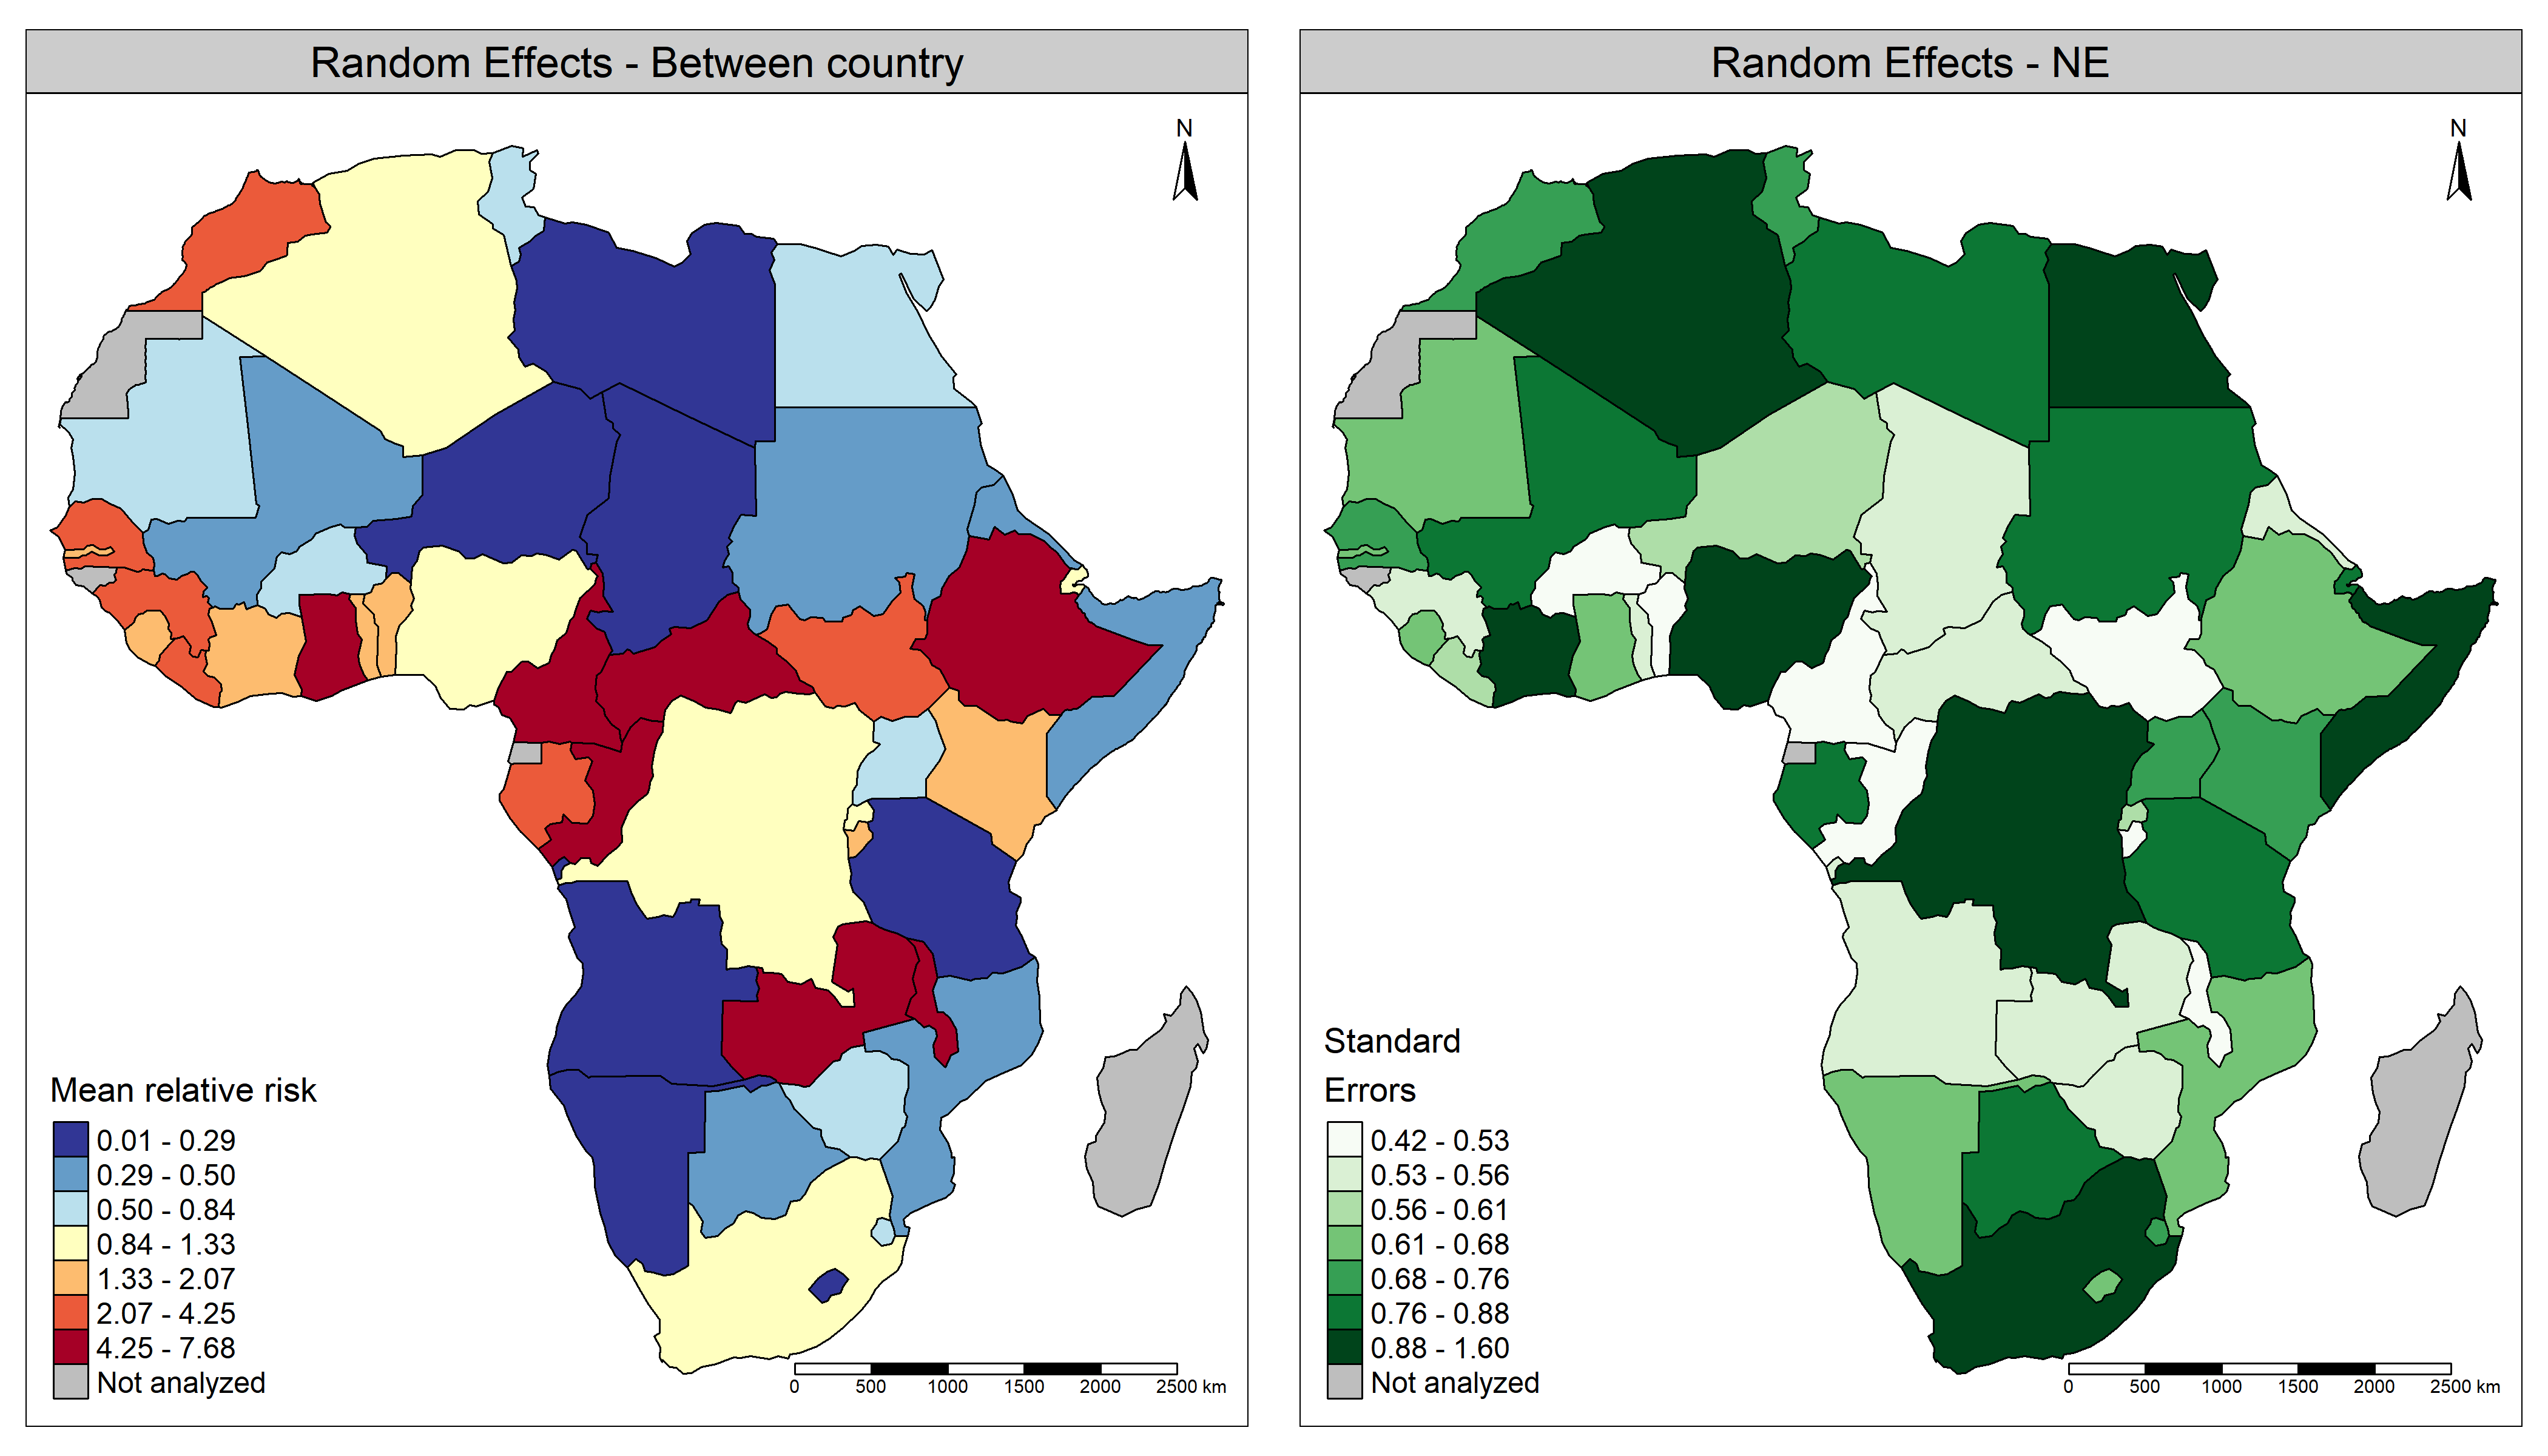 Random Effects - Between country
N
Mean relative risk
0.01 - 0.29
0.29 - 0.50
0.50 - 0.84
0.84 - 1.33
1.33 - 2.07
2.07 - 4.25
4.25 - 7.68
Not analyzed
0 500 1000 1500 2000 2500 km
Random Effects - NE
N
Standard
Errors
0.42 - 0.53
0.53 - 0.56
0.56 - 0.61
0.61 - 0.68
0.68 - 0.76
0.76 - 0.88
0.88 - 1.60
Not analyzed
0 500 1000 1500 2000 2500 km